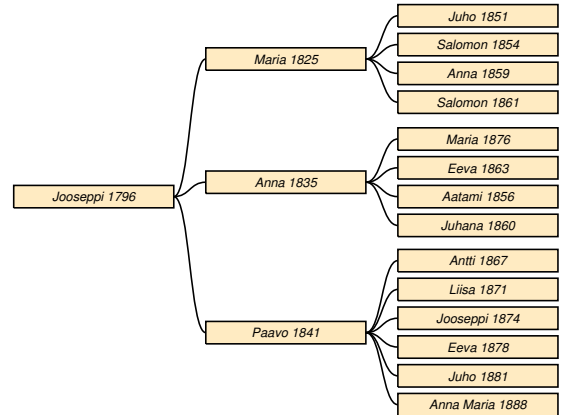 Jooseppi 1796
Maria 1825
Juho 1851
Salomon 1854
Anna 1859
Salomon 1861
Anna 1835
Maria 1876
Eeva 1863
Aatami 1856
Juhana 1860
Paavo 1841
Antti 1867
Liisa 1871
Jooseppi 1874
Eeva 1878
Juho 1881
Anna Maria 1888